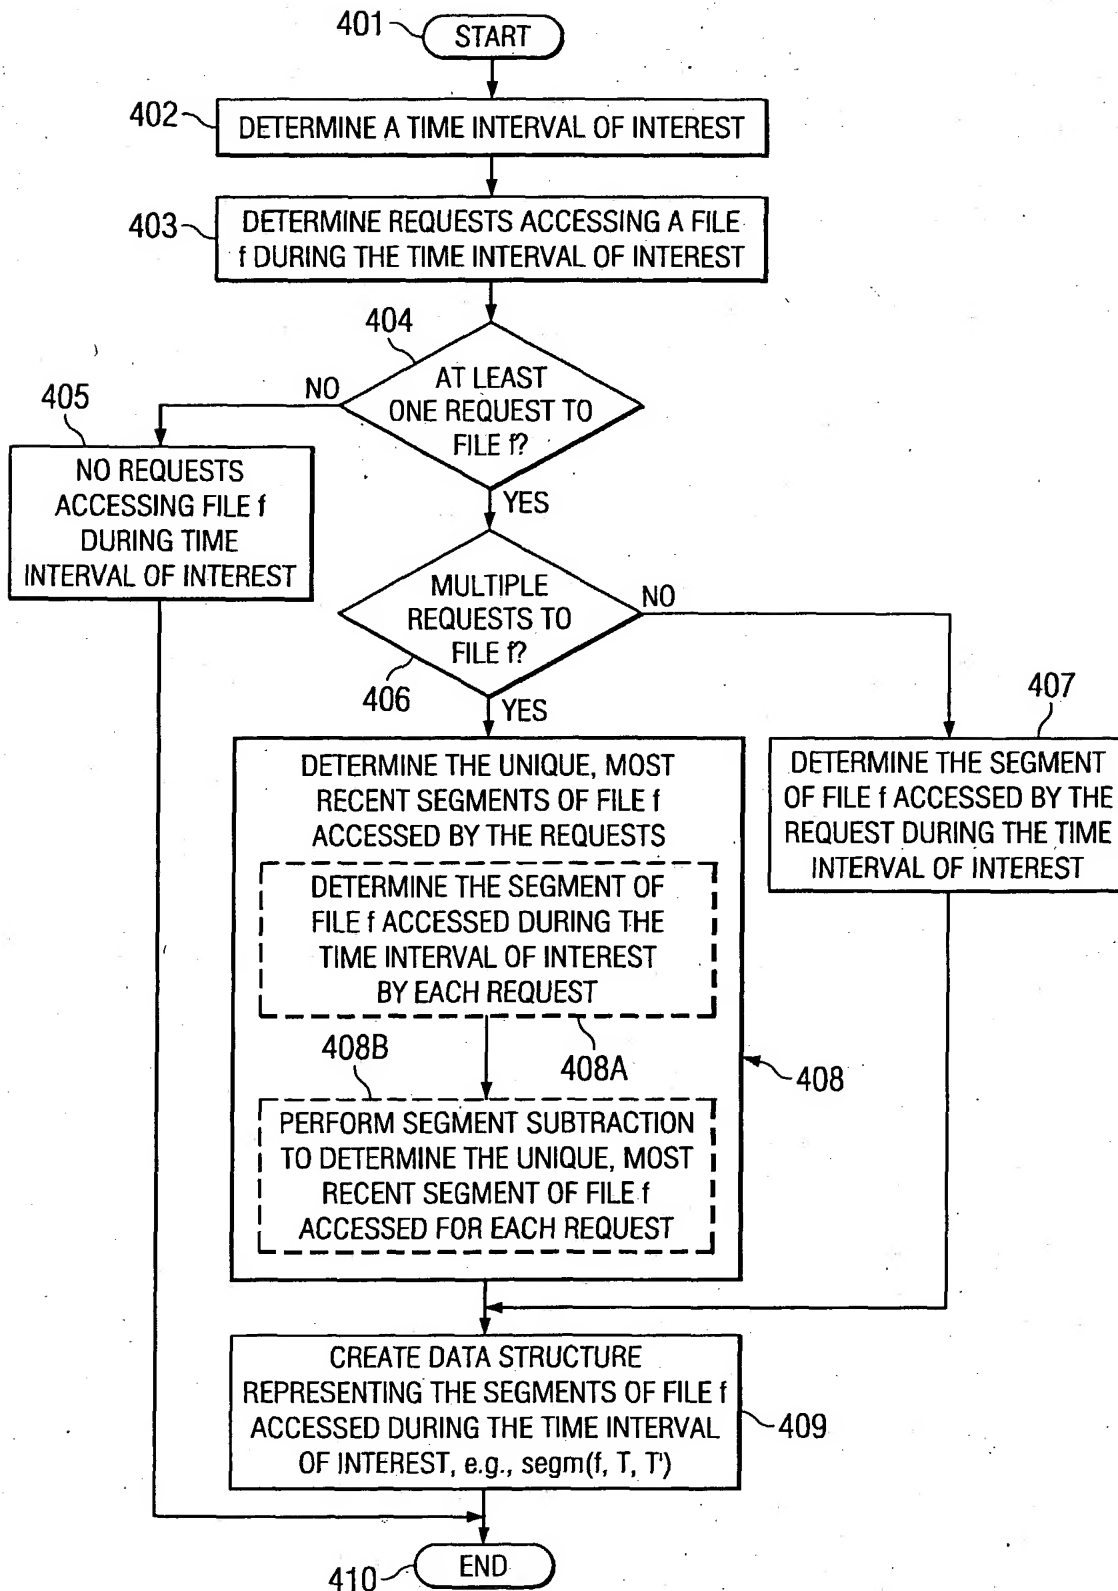 401
START
402
DETERMINE A TIME INTERVAL OF INTEREST
403
DETERMINE REQUESTS ACCESSING A FILE
f DURING THE TIME INTERVAL OF INTEREST
404
AT LEAST
ONE REQUEST TO
FILE f?
NO
YES
405
NO REQUESTS
ACCESSING FILE f
DURING TIME
INTERVAL OF INTEREST
MULTIPLE
REQUESTS TO
FILE f?
NO
406
YES
407
DETERMINE THE SEGMENT
OF FILE f ACCESSED BY THE
REQUEST DURING THE TIME
INTERVAL OF INTEREST
DETERMINE THE UNIQUE, MOST
RECENT SEGMENTS OF FILE f
ACCESSED BY THE REQUESTS
DETERMINE THE SEGMENT OF
FILE f ACCESSED DURING THE
TIME INTERVAL OF INTEREST
BY EACH REQUEST
408B
408A
408
PERFORM SEGMENT SUBTRACTION
TO DETERMINE THE UNIQUE, MOST
RECENT SEGMENT OF FILE f
ACCESSED FOR EACH REQUEST
CREATE DATA STRUCTURE
REPRESENTING THE SEGMENTS OF FILE f
ACCESSED DURING THE TIME INTERVAL
OF INTEREST, e.g., segm(f, T, T')
409
END
410